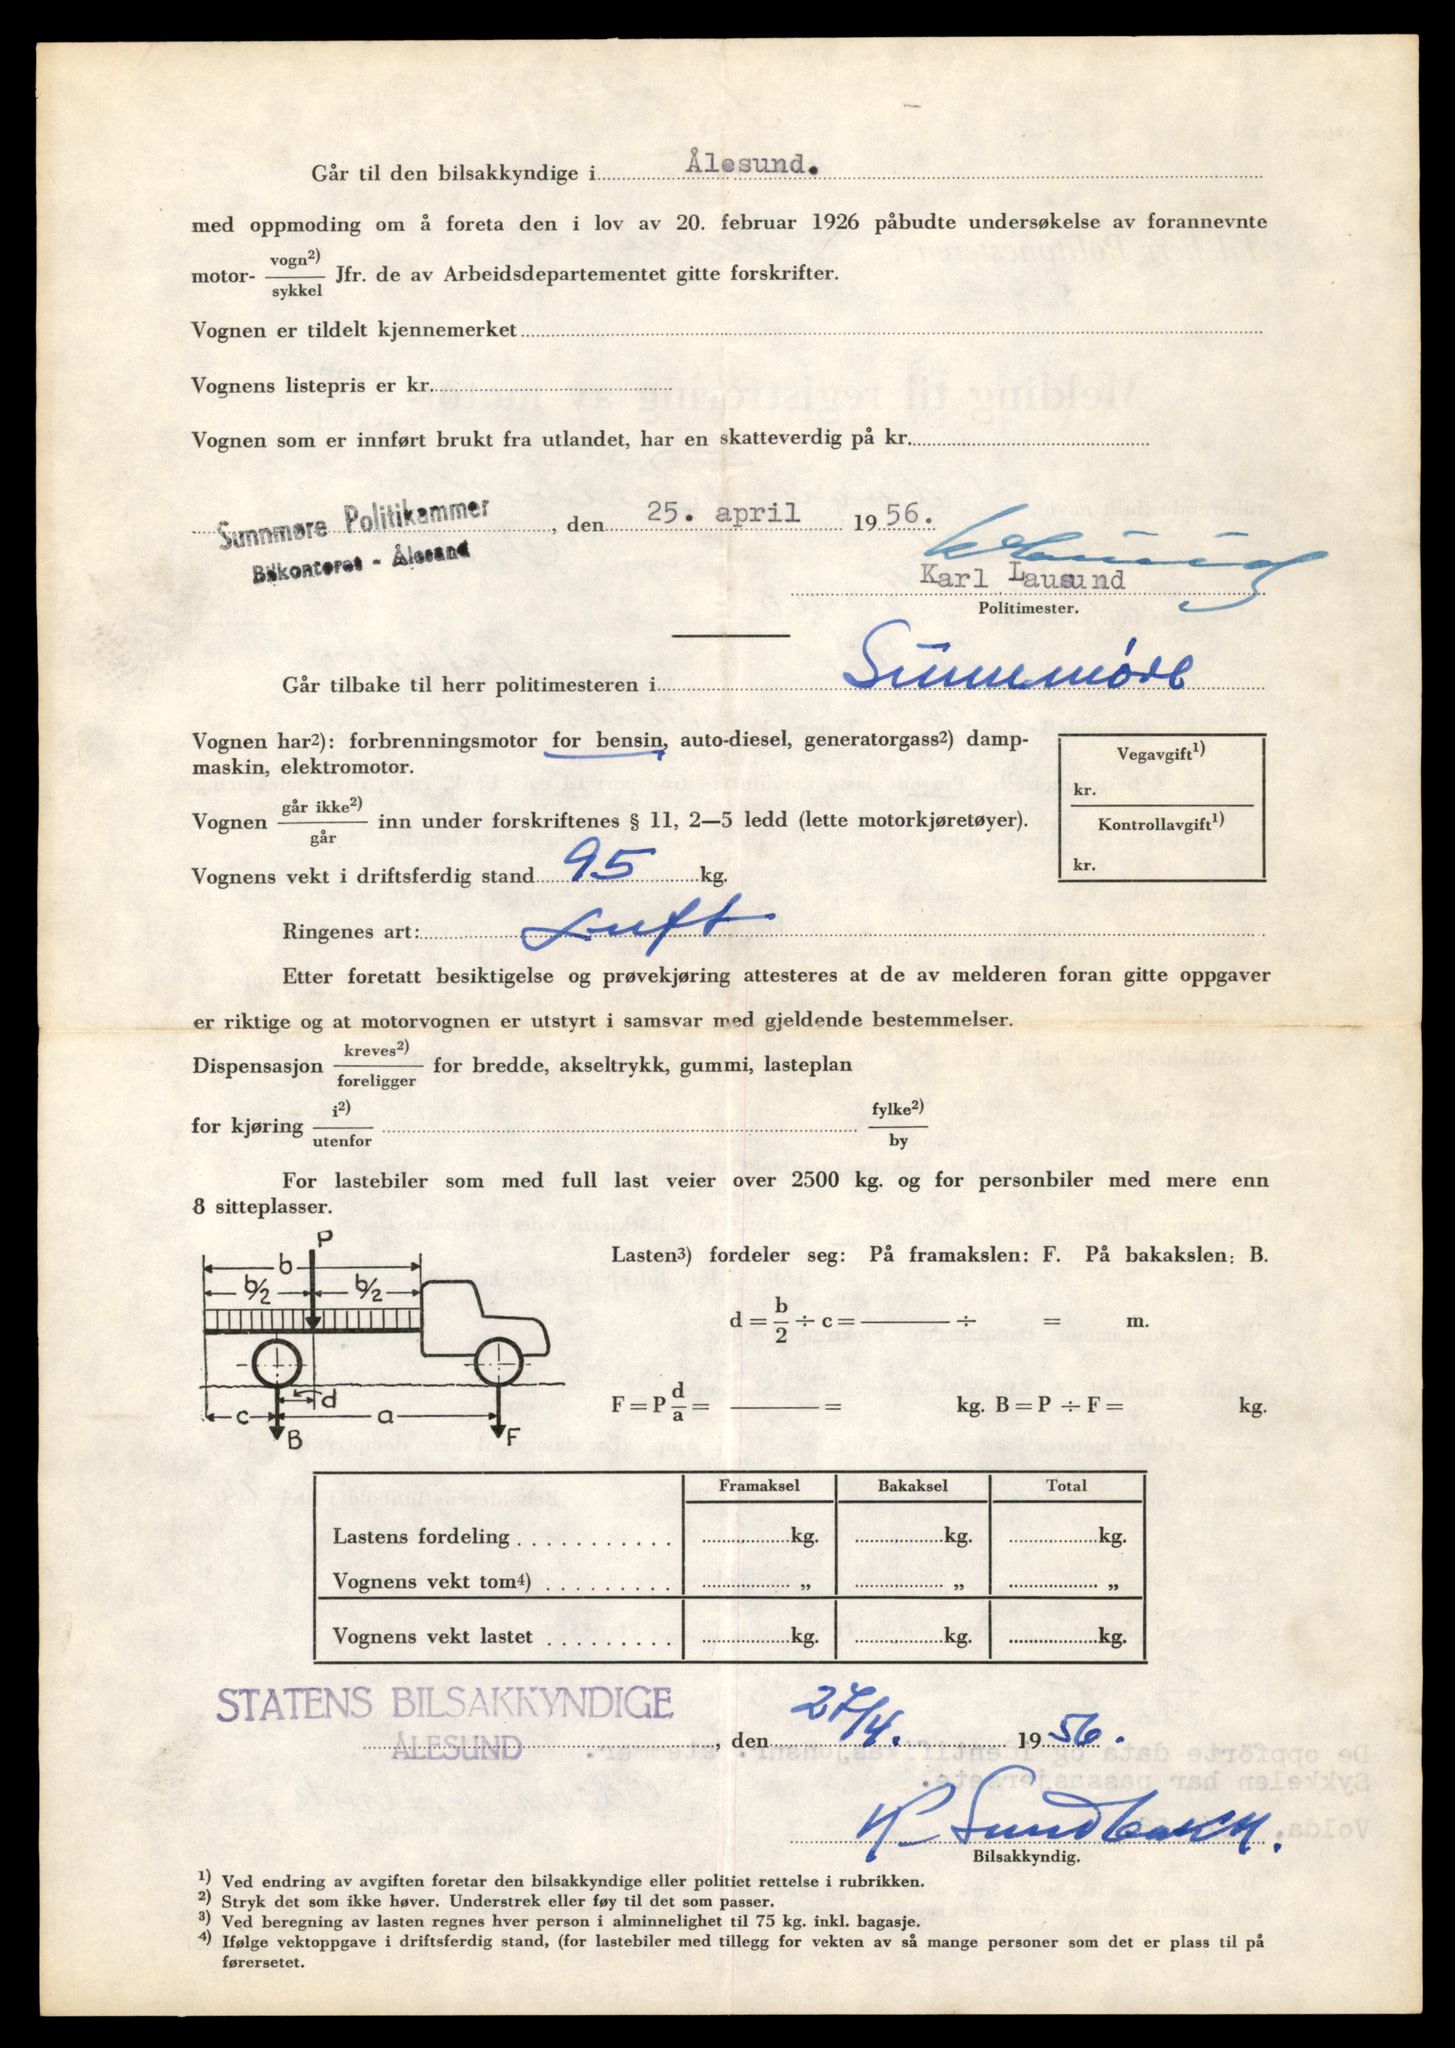 Går til den bilsakkyndige i Ålesund.
med oppmoding om å foreta den i lov av 20. februar 1926 påbudte undersøkelse av forannevnte
motor- vogn2) / sykkel Jfr. de av Arbeidsdepartementet gitte forskrifter.
Vognen er tildelt kjennemerket
Vognens listepris er kr.
Vognen som er innført brukt fra utlandet, har en skatteverdig på kr.
Sunnmøre Politikammer, den 25. april 1956.
Bilkontoret - Ålesund
Karl Lausund
Politimester.
Går tilbake til herr politimesteren i Sunnmøre
Vognen har2): forbrenningsmotor for bensin, auto-diesel, generatorgass2) damp-
maskin, elektromotor.
Vegavgift1)
kr.
Kontrollavgift1)
kr.
Vognen går ikke2) / går inn under forskriftenes § 11, 2—5 ledd (lette motorkjøretøyer).
Vognens vekt i driftsferdig stand 95 kg.
Ringenes art: Luft
Etter foretatt besiktigelse og prøvekjøring attesteres at de av melderen foran gitte oppgaver
er riktige og at motorvognen er utstyrt i samsvar med gjeldende bestemmelser.
Dispensasjon kreves2) / foreligger for bredde, akseltrykk, gummi, lasteplan
for kjøring i2) / utenfor fylke2) / by
For lastebiler som med full last veier over 2500 kg. og for personbiler med mere enn
8 sitteplasser.
P
b
b/2 b/2
d
c a
B F
Lasten3) fordeler seg: På framakslen: F. På bakakslen: B.
d = b/2 ÷ c = ——— ÷ = m.
F = P d/a = ——— = kg. B = P ÷ F = kg.
Framaksel Bakaksel Total
Lastens fordeling kg. kg. kg.
Vognens vekt tom4) „ „ „
Vognens vekt lastet kg. kg. kg.
STATENS BILSAKKYNDIGE
ÅLESUND, den 27/4. 1956.
K Sundbakk.
Bilsakkyndig.
1) Ved endring av avgiften foretar den bilsakkyndige eller politiet rettelse i rubrikken.
2) Stryk det som ikke høver. Understrek eller føy til det som passer.
3) Ved beregning av lasten regnes hver person i alminnelighet til 75 kg. inkl. bagasje.
4) Ifølge vektoppgave i driftsferdig stand, (for lastebiler med tillegg for vekten av så mange personer som det er plass til på
førersetet.